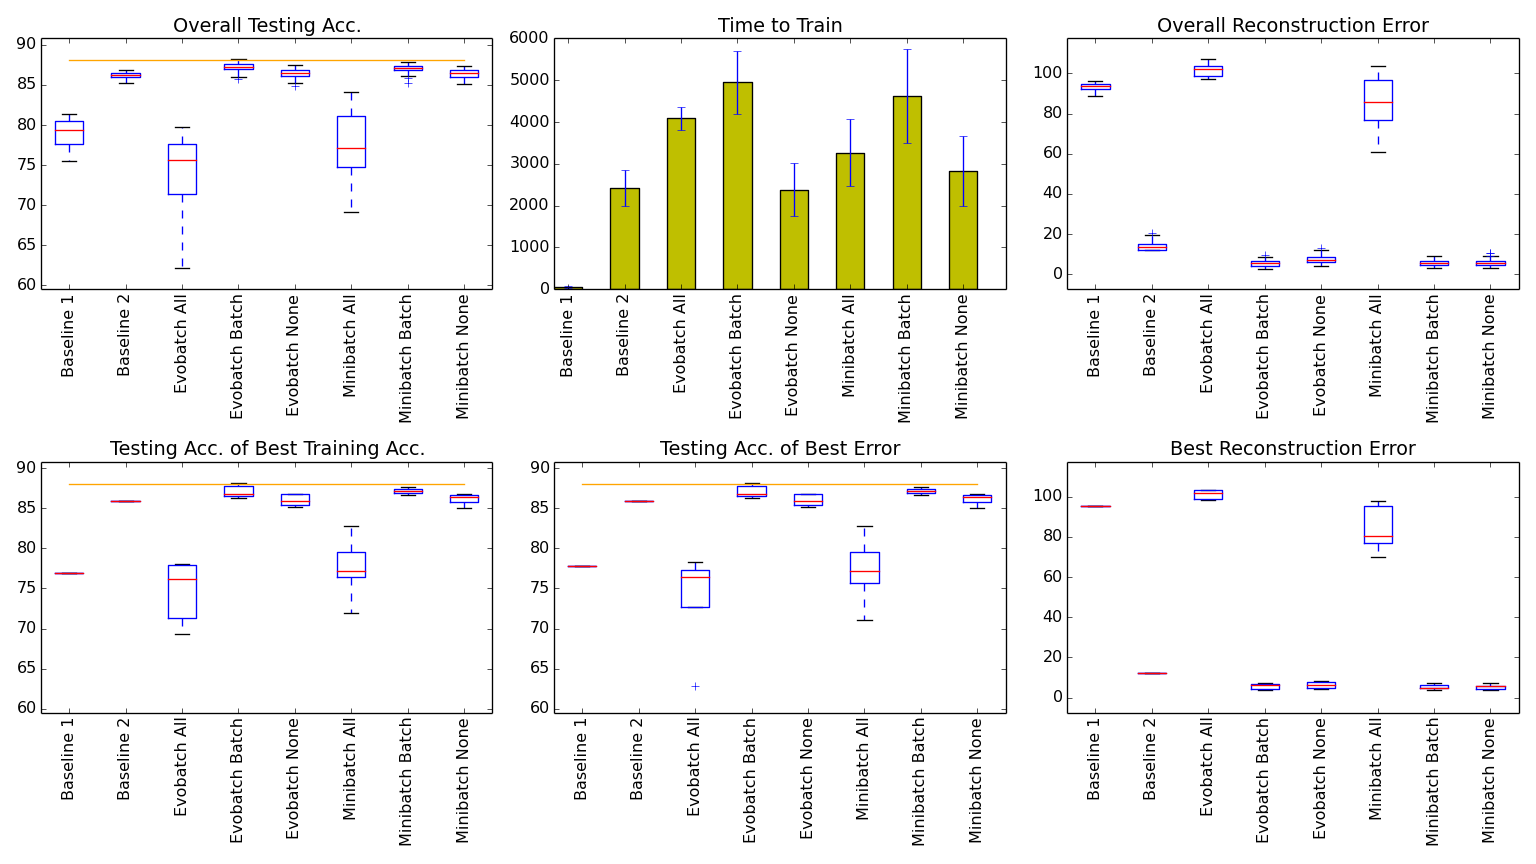 Overall Testing Acc.
90
85
80
75
70
65
60
Baseline 1
Baseline 2
Evobatch All
Evobatch Batch
Evobatch None
Minibatch All
Minibatch Batch
Minibatch None
Time to Train
6000
5000
4000
3000
2000
1000
0
Baseline 1
Baseline 2
Evobatch All
Evobatch Batch
Evobatch None
Minibatch All
Minibatch Batch
Minibatch None
Overall Reconstruction Error
100
80
60
40
20
0
Baseline 1
Baseline 2
Evobatch All
Evobatch Batch
Evobatch None
Minibatch All
Minibatch Batch
Minibatch None
Testing Acc. of Best Training Acc.
90
85
80
75
70
65
60
Baseline 1
Baseline 2
Evobatch All
Evobatch Batch
Evobatch None
Minibatch All
Minibatch Batch
Minibatch None
Testing Acc. of Best Error
90
85
80
75
70
65
60
Baseline 1
Baseline 2
Evobatch All
Evobatch Batch
Evobatch None
Minibatch All
Minibatch Batch
Minibatch None
Best Reconstruction Error
100
80
60
40
20
0
Baseline 1
Baseline 2
Evobatch All
Evobatch Batch
Evobatch None
Minibatch All
Minibatch Batch
Minibatch None